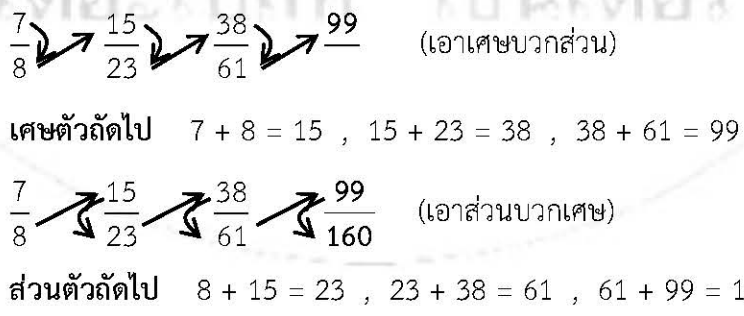 7 15 38 99 (เอาเศษบวกส่วน)
8 23 61
เศษตัวถัดไป 7 + 8 = 15 , 15 + 23 = 38 , 38 + 61 = 99
7 15 38 99 (เอาส่วนบวกเศษ)
8 23 61 160
ส่วนตัวถัดไป 8 + 15 = 23 , 23 + 38 = 61 , 61 + 99 = 1